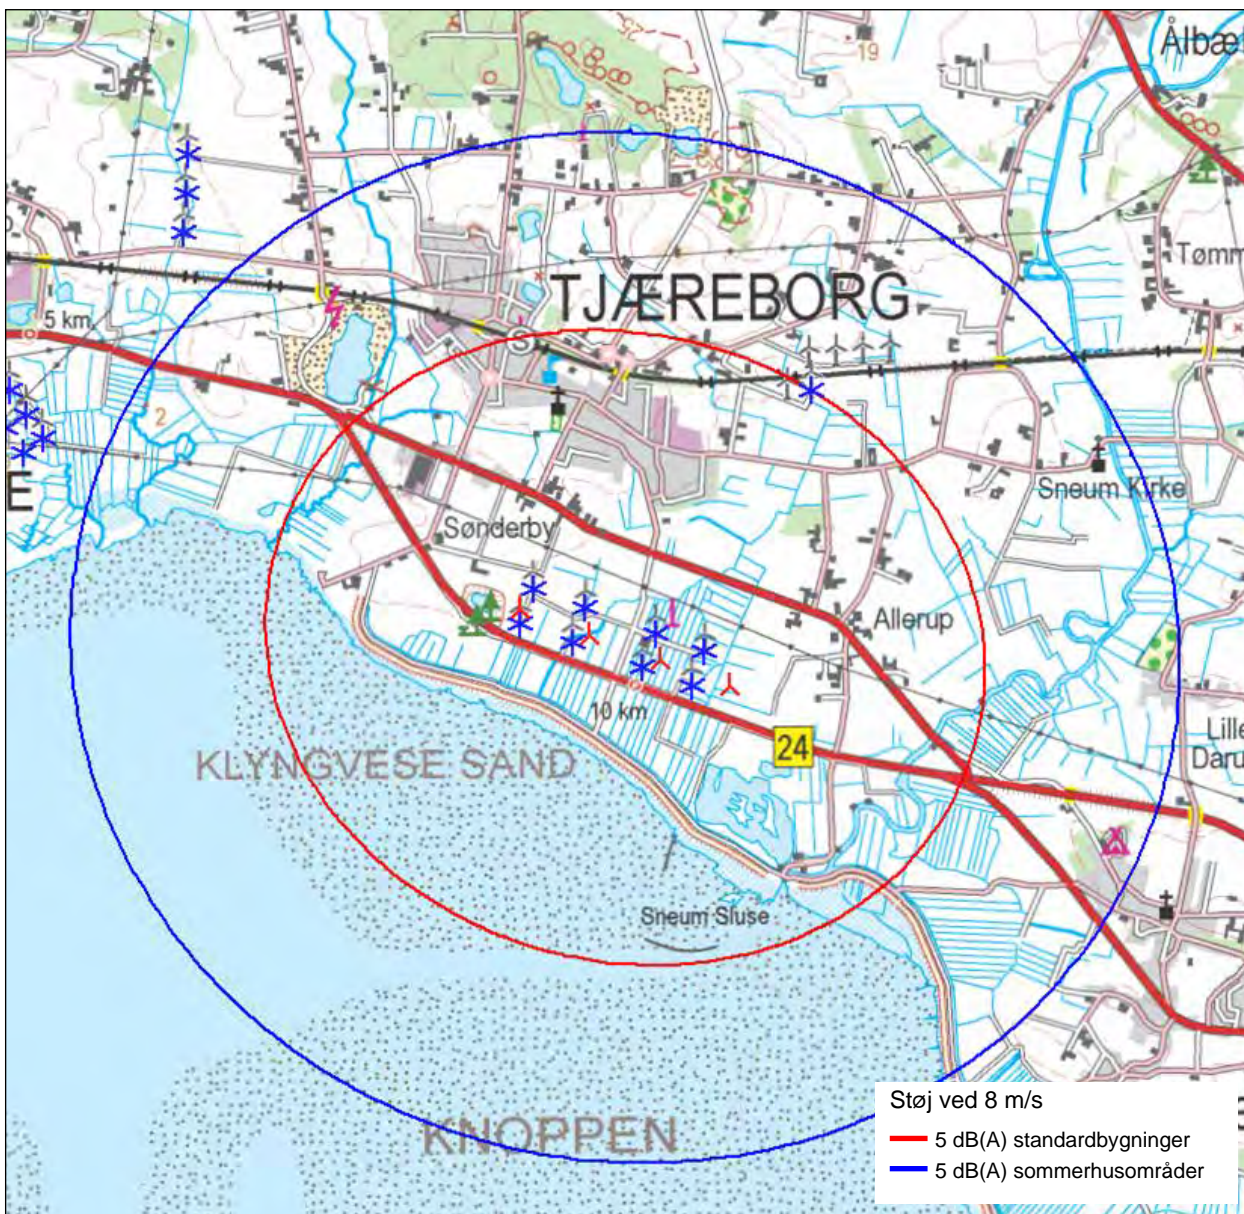 19
25
Ålbæ
TJÆREBORG
Tømm
5 km.
S
2
E
Sneum Kirke
Sønderby
Allerup
10 km
24
Lille
Daru
KLYNGVESE SAND
Sneum Sluse
KNOPPEN
Støj ved 8 m/s
5 dB(A) standardbygninger
5 dB(A) sommerhusområder